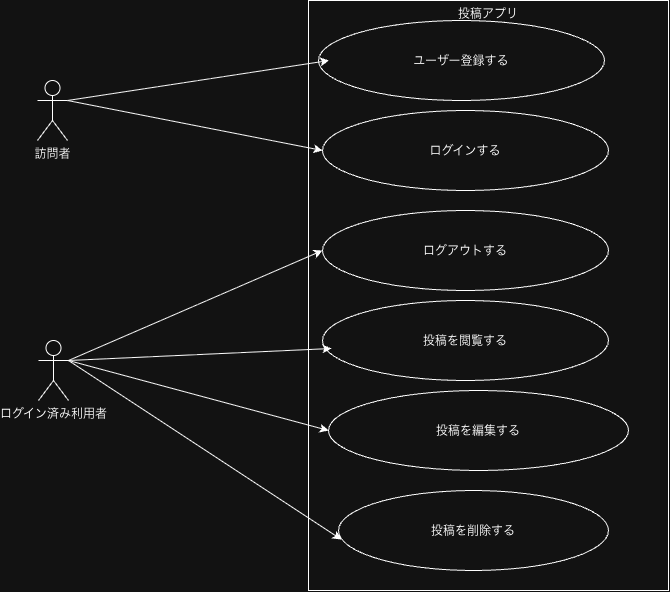 投稿アプリ
ユーザー登録する
訪問者
ログインする
ログアウトする
投稿を閲覧する
ログイン済み利用者
投稿を編集する
投稿を削除する